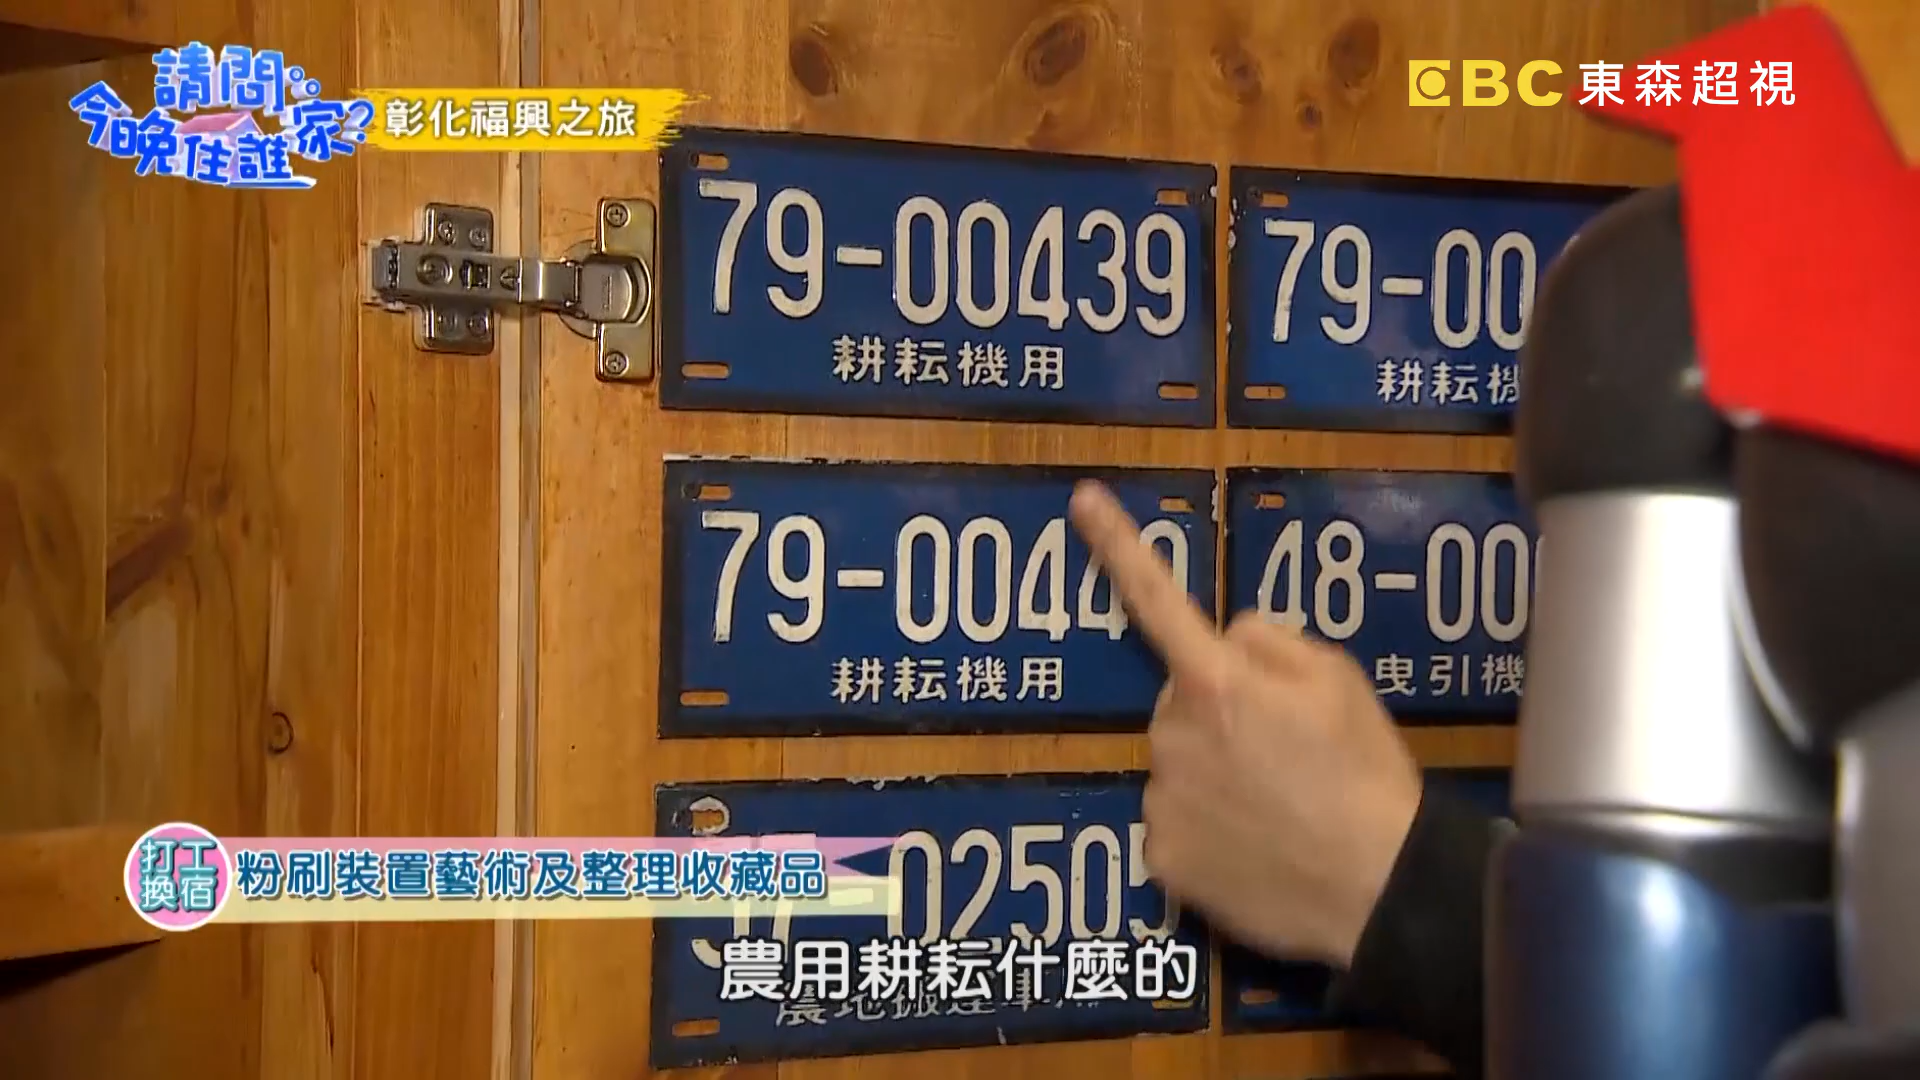 請問
今晚住誰家?
彰化福興之旅
EBC 東森超視
79-00439
耕耘機用
79-00
耕耘機
79-004
耕耘機用
48-00
曳引機
02505
打工換宿
粉刷裝置藝術及整理收藏品
農用耕耘什麼的